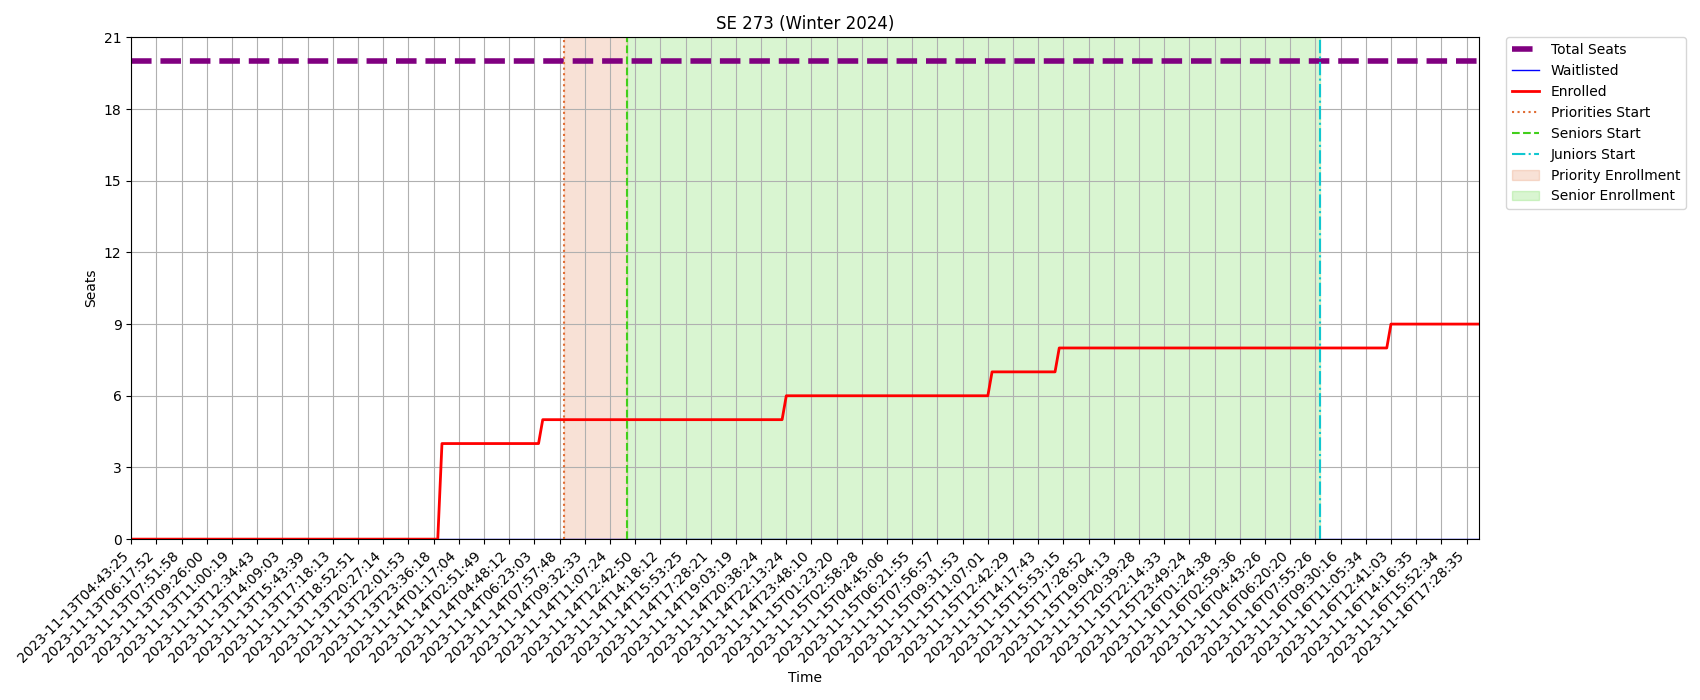 SE 273 (Winter 2024)
21
18
15
12
9
6
3
0
Seats
2023-11-13T04:43:25
2023-11-13T06:17:52
2023-11-13T07:51:58
2023-11-13T09:26:00
2023-11-13T11:00:19
2023-11-13T12:34:43
2023-11-13T14:09:03
2023-11-13T15:43:39
2023-11-13T17:18:13
2023-11-13T18:52:51
2023-11-13T20:27:14
2023-11-13T22:01:53
2023-11-13T23:36:18
2023-11-14T01:17:04
2023-11-14T02:51:49
2023-11-14T04:48:12
2023-11-14T06:23:03
2023-11-14T07:57:48
2023-11-14T09:32:33
2023-11-14T11:07:24
2023-11-14T12:42:50
2023-11-14T14:18:12
2023-11-14T15:53:25
2023-11-14T17:28:21
2023-11-14T19:03:19
2023-11-14T20:38:24
2023-11-14T22:13:24
2023-11-14T23:48:10
2023-11-15T01:23:20
2023-11-15T02:58:28
2023-11-15T04:45:06
2023-11-15T06:21:55
2023-11-15T07:56:57
2023-11-15T09:31:53
2023-11-15T11:07:01
2023-11-15T12:42:29
2023-11-15T14:17:43
2023-11-15T15:53:15
2023-11-15T17:28:52
2023-11-15T19:04:13
2023-11-15T20:39:28
2023-11-15T22:14:33
2023-11-15T23:49:24
2023-11-16T01:24:38
2023-11-16T02:59:36
2023-11-16T04:43:26
2023-11-16T06:20:20
2023-11-16T07:55:26
2023-11-16T09:30:16
2023-11-16T11:05:34
2023-11-16T12:41:03
2023-11-16T14:16:35
2023-11-16T15:52:34
2023-11-16T17:28:35
Time
Total Seats
Waitlisted
Enrolled
Priorities Start
Seniors Start
Juniors Start
Priority Enrollment
Senior Enrollment